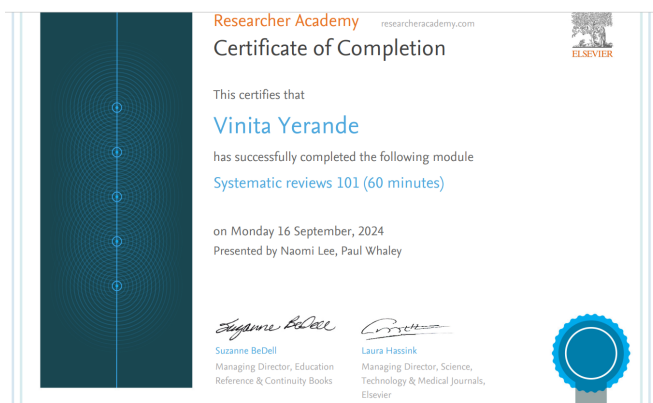 Researcher Academy researcheracademy.com
Certificate of Completion
ELSEVIER
This certifies that
Vinita Yerande
has successfully completed the following module
Systematic reviews 101 (60 minutes)
on Monday 16 September, 2024
Presented by Naomi Lee, Paul Whaley
Suzanne BeDell
Suzanne BeDell
Managing Director, Education
Reference & Continuity Books
Laura Hassink
Managing Director, Science,
Technology & Medical Journals,
Elsevier